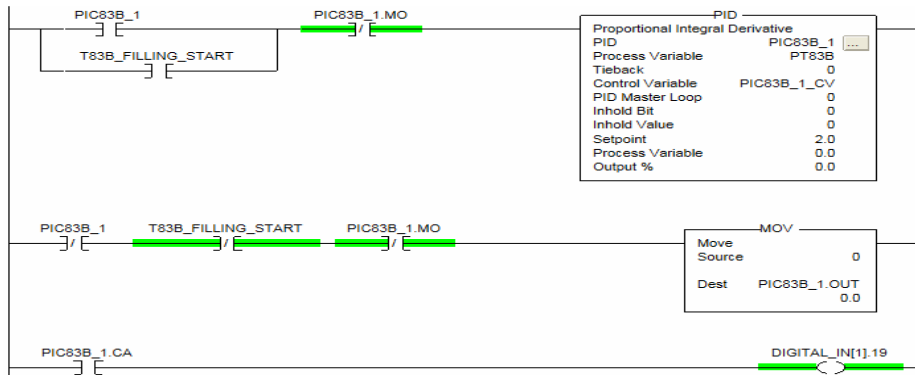 PIC83B_1
PIC83B_1.MO
PID
T83B_FILLING_START
Proportional Integral Derivative
PID PIC83B_1 ...
Process Variable PT83B
Tieback 0
Control Variable PIC83B_1_CV
PID Master Loop 0
Inhold Bit 0
Inhold Value 0
Setpoint 2.0
Process Variable 0.0
Output % 0.0
PIC83B_1 T83B_FILLING_START PIC83B_1.MO
MOV
Move
Source 0
Dest PIC83B_1.OUT
0.0
PIC83B_1.CA
DIGITAL_IN[1].19